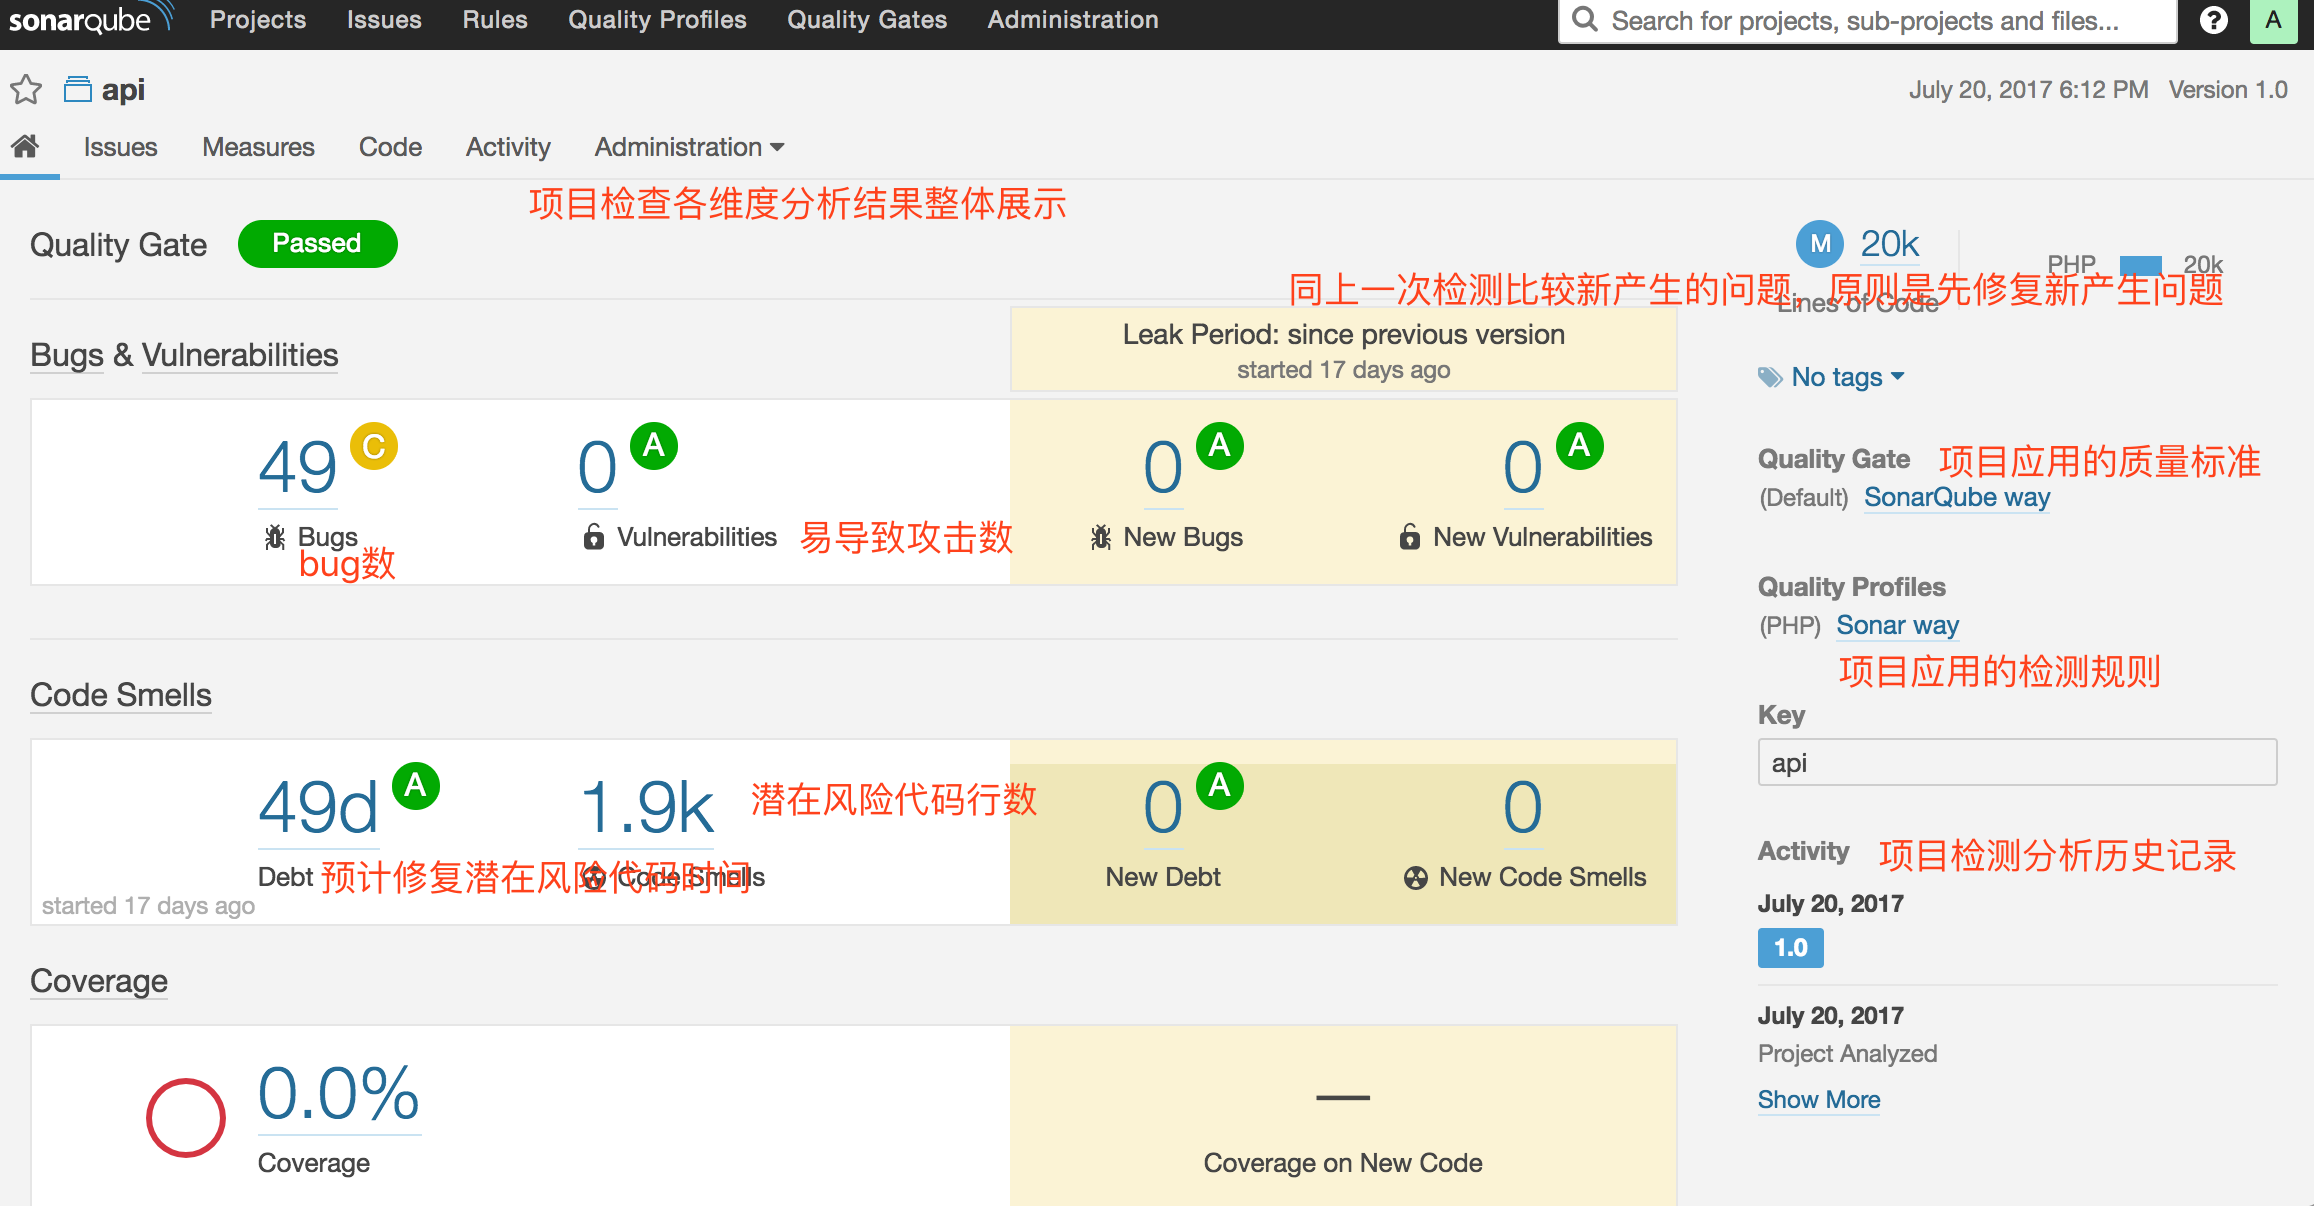 sonarqube Projects Issues Rules Quality Profiles Quality Gates Administration Search for projects, sub-projects and files... ? A
api July 20, 2017 6:12 PM Version 1.0
Issues Measures Code Activity Administration
项目检查各维度分析结果整体展示
Quality Gate Passed
M 20k
PHP 20k
Lines of Code
同上一次检测比较新产生的问题，原则是先修复新产生问题
Leak Period: since previous version
started 17 days ago
Bugs & Vulnerabilities
49 C 0 A 0 A 0 A
Bugs Vulnerabilities 易导致攻击数 New Bugs New Vulnerabilities
bug数
Code Smells
49d A 1.9k 潜在风险代码行数 0 A 0
Debt 预计修复潜在风险代码时间 Code Smells New Debt New Code Smells
started 17 days ago
Coverage
0.0%
Coverage
—
Coverage on New Code
No tags
Quality Gate 项目应用的质量标准
(Default) SonarQube way
Quality Profiles
(PHP) Sonar way
项目应用的检测规则
Key
api
Activity 项目检测分析历史记录
July 20, 2017
1.0
July 20, 2017
Project Analyzed
Show More